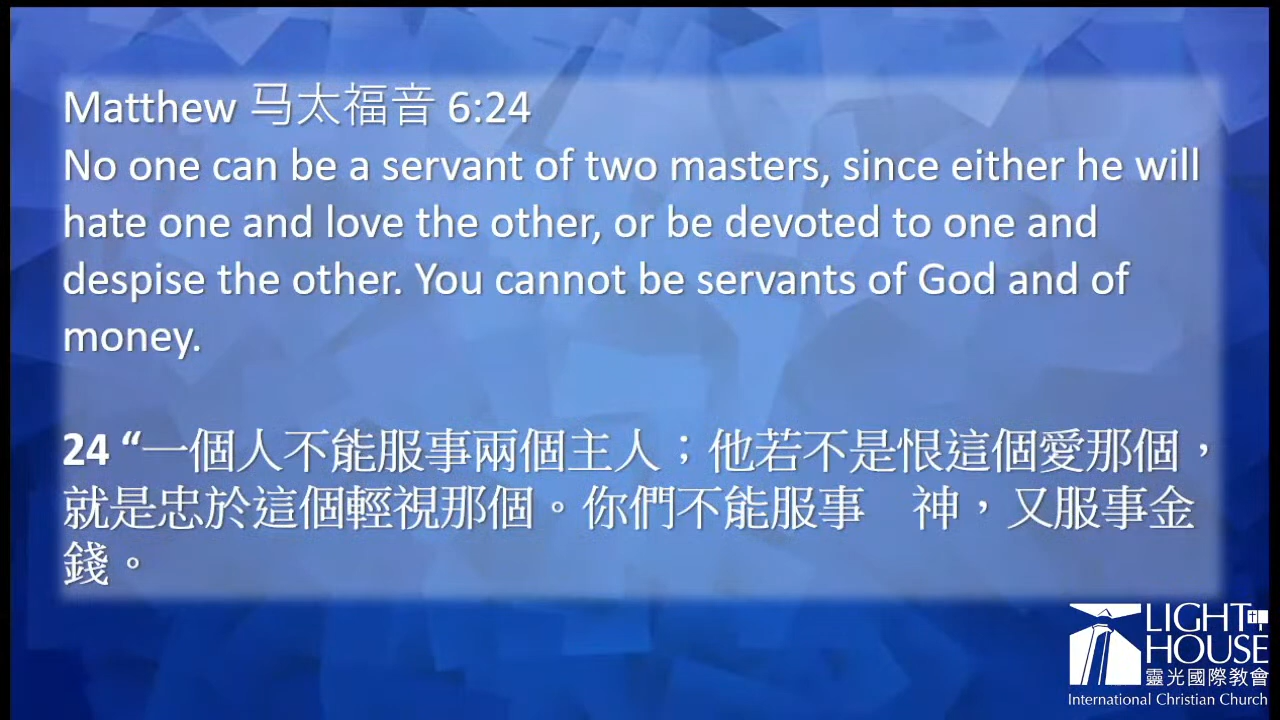 Matthew 马太福音 6:24
No one can be a servant of two masters, since either he will
hate one and love the other, or be devoted to one and
despise the other. You cannot be servants of God and of
money.
24 “一個人不能服事兩個主人；他若不是恨這個愛那個，
就是忠於這個輕視那個。你們不能服事　神，又服事金
錢。
LIGHT
HOUSE
靈光國際教會
International Christian Church